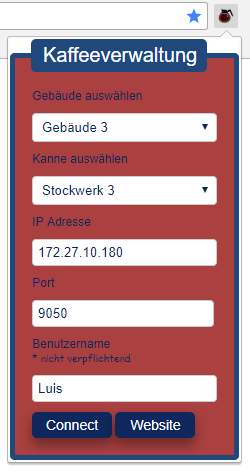 Kaffeeverwaltung
Gebäude auswählen
Gebäude 3
Kanne auswählen
Stockwerk 3
IP Adresse
172.27.10.180
Port
9050
Benutzername
* nicht verpflichtend
Luis
Connect Website